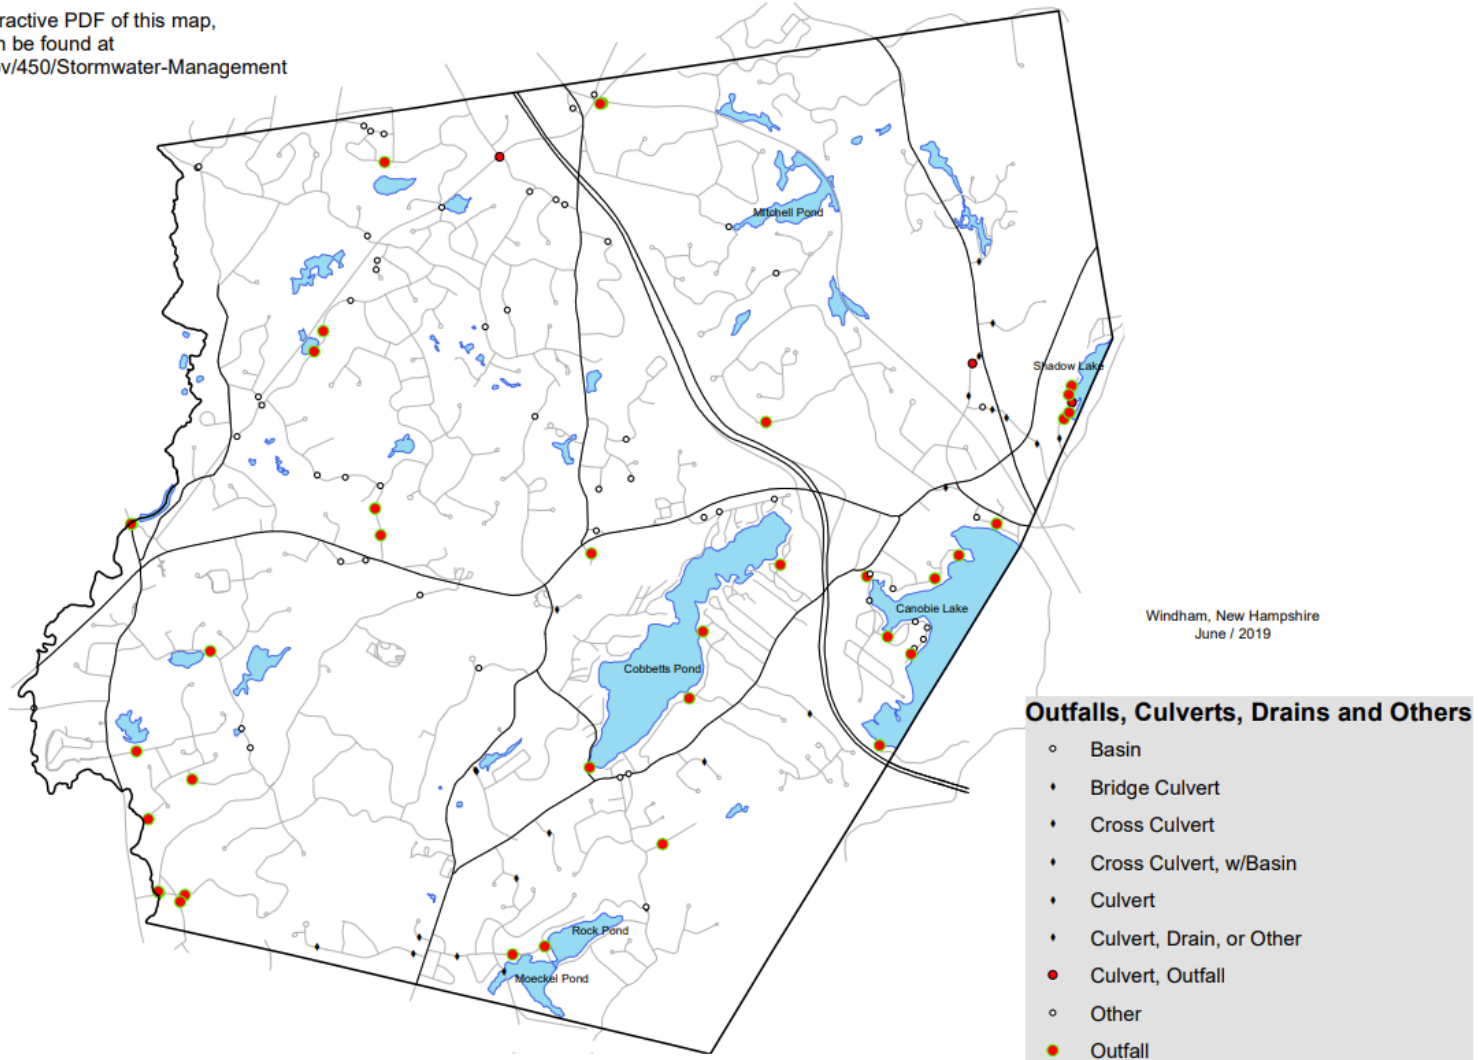 ractive PDF of this map,
n be found at
v/450/Stormwater-Management
Mitchell Pond
Shadow Lake
Canobie Lake
Cobbetts Pond
Rock Pond
Moeckel Pond
Windham, New Hampshire
June / 2019
Outfalls, Culverts, Drains and Others
Basin
Bridge Culvert
Cross Culvert
Cross Culvert, w/Basin
Culvert
Culvert, Drain, or Other
Culvert, Outfall
Other
Outfall